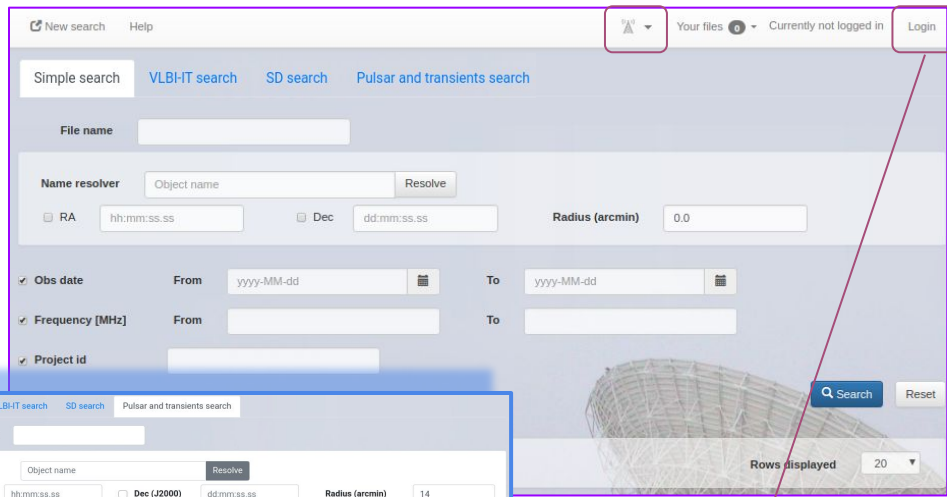 New search Help Your files 0 Currently not logged in Login
Simple search VLBI-IT search SD search Pulsar and transients search
File name
Name resolver Object name Resolve
RA hh:mm:ss.ss Dec dd:mm:ss.ss Radius (arcmin) 0.0
Obs date From yyyy-MM-dd To yyyy-MM-dd
Frequency [MHz] From To
Project id
Search Reset
LBI-IT search SD search Pulsar and transients search
Rows displayed 20
Object name Resolve
hh:mm:ss.ss Dec (J2000) dd:mm:ss.ss Radius (arcmin) 14